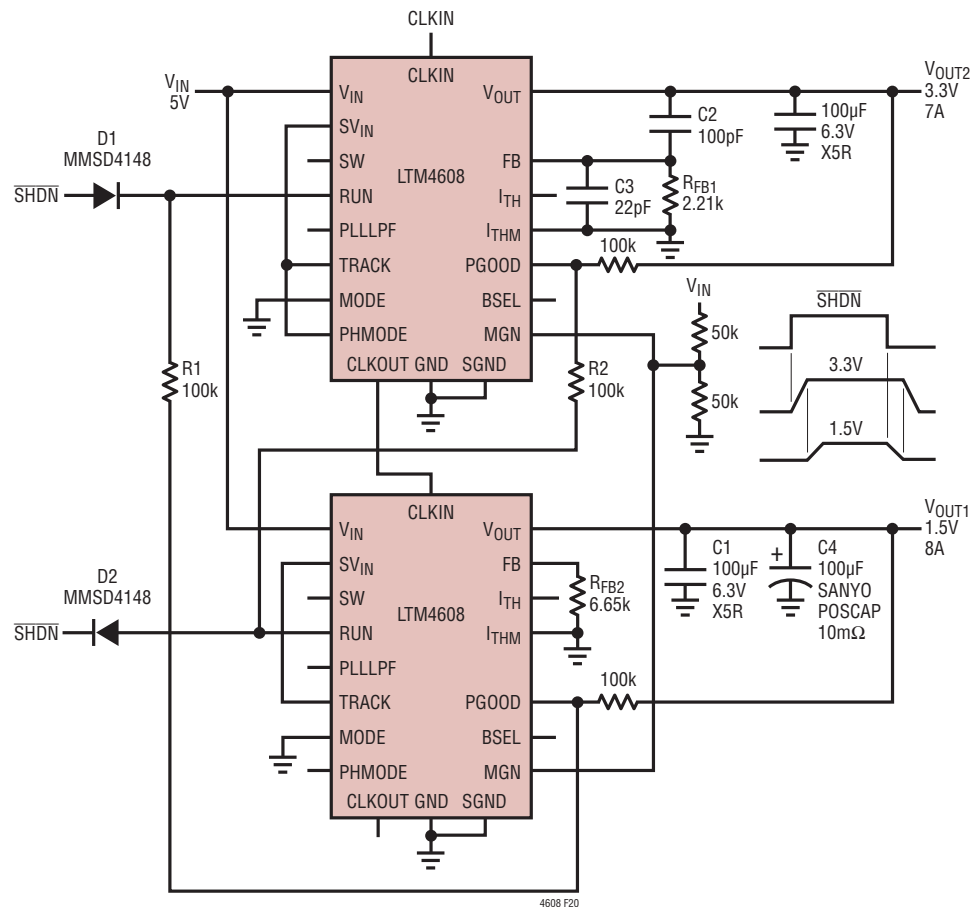 CLKIN
VIN
5V
D1
MMSD4148
SHDN
R1
100k
CLKIN
VIN
SVIN
SW
RUN
PLLLPF
TRACK
MODE
PHMODE
CLKOUT GND SGND
LTM4608
VOUT
FB
ITH
ITHM
PGOOD
BSEL
MGN
C2
100pF
C3
22pF
RFB1
2.21k
100k
100µF
6.3V
X5R
VOUT2
3.3V
7A
R2
100k
VIN
50k
50k
SHDN
3.3V
1.5V
D2
MMSD4148
SHDN
CLKIN
VIN
SVIN
SW
RUN
PLLLPF
TRACK
MODE
PHMODE
CLKOUT GND SGND
LTM4608
VOUT
FB
ITH
ITHM
PGOOD
BSEL
MGN
RFB2
6.65k
100k
C1
100µF
6.3V
X5R
+
C4
100µF
SANYO
POSCAP
10mΩ
VOUT1
1.5V
8A
4608 F20